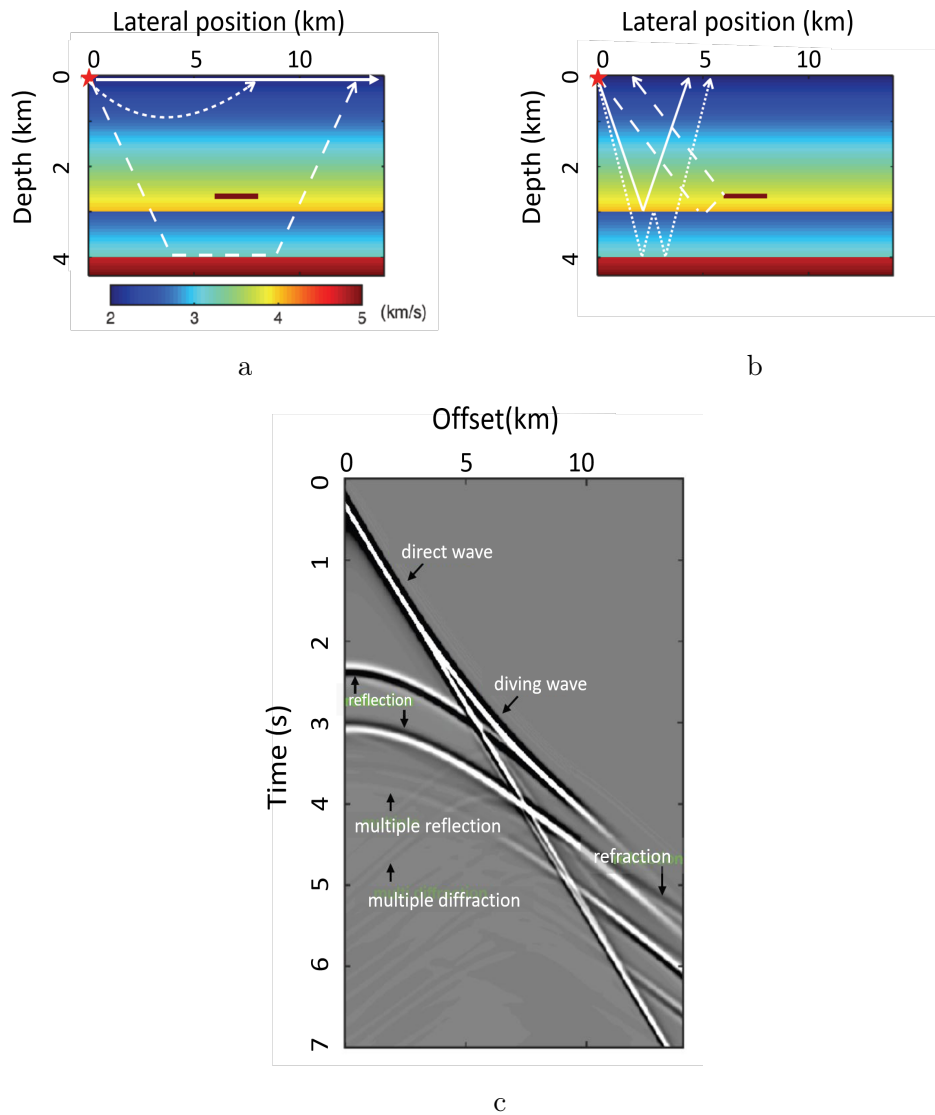 Lateral position (km)
0 5 10
Depth (km)
0
2
4
2 3 4 5 (km/s)
a
Lateral position (km)
0 5 10
Depth (km)
0
2
4
b
Offset(km)
0 5 10
Time (s)
0
1
direct wave
2
diving wave
reflection
3
4
multiple reflection
refraction
5
multiple diffraction
6
7
c